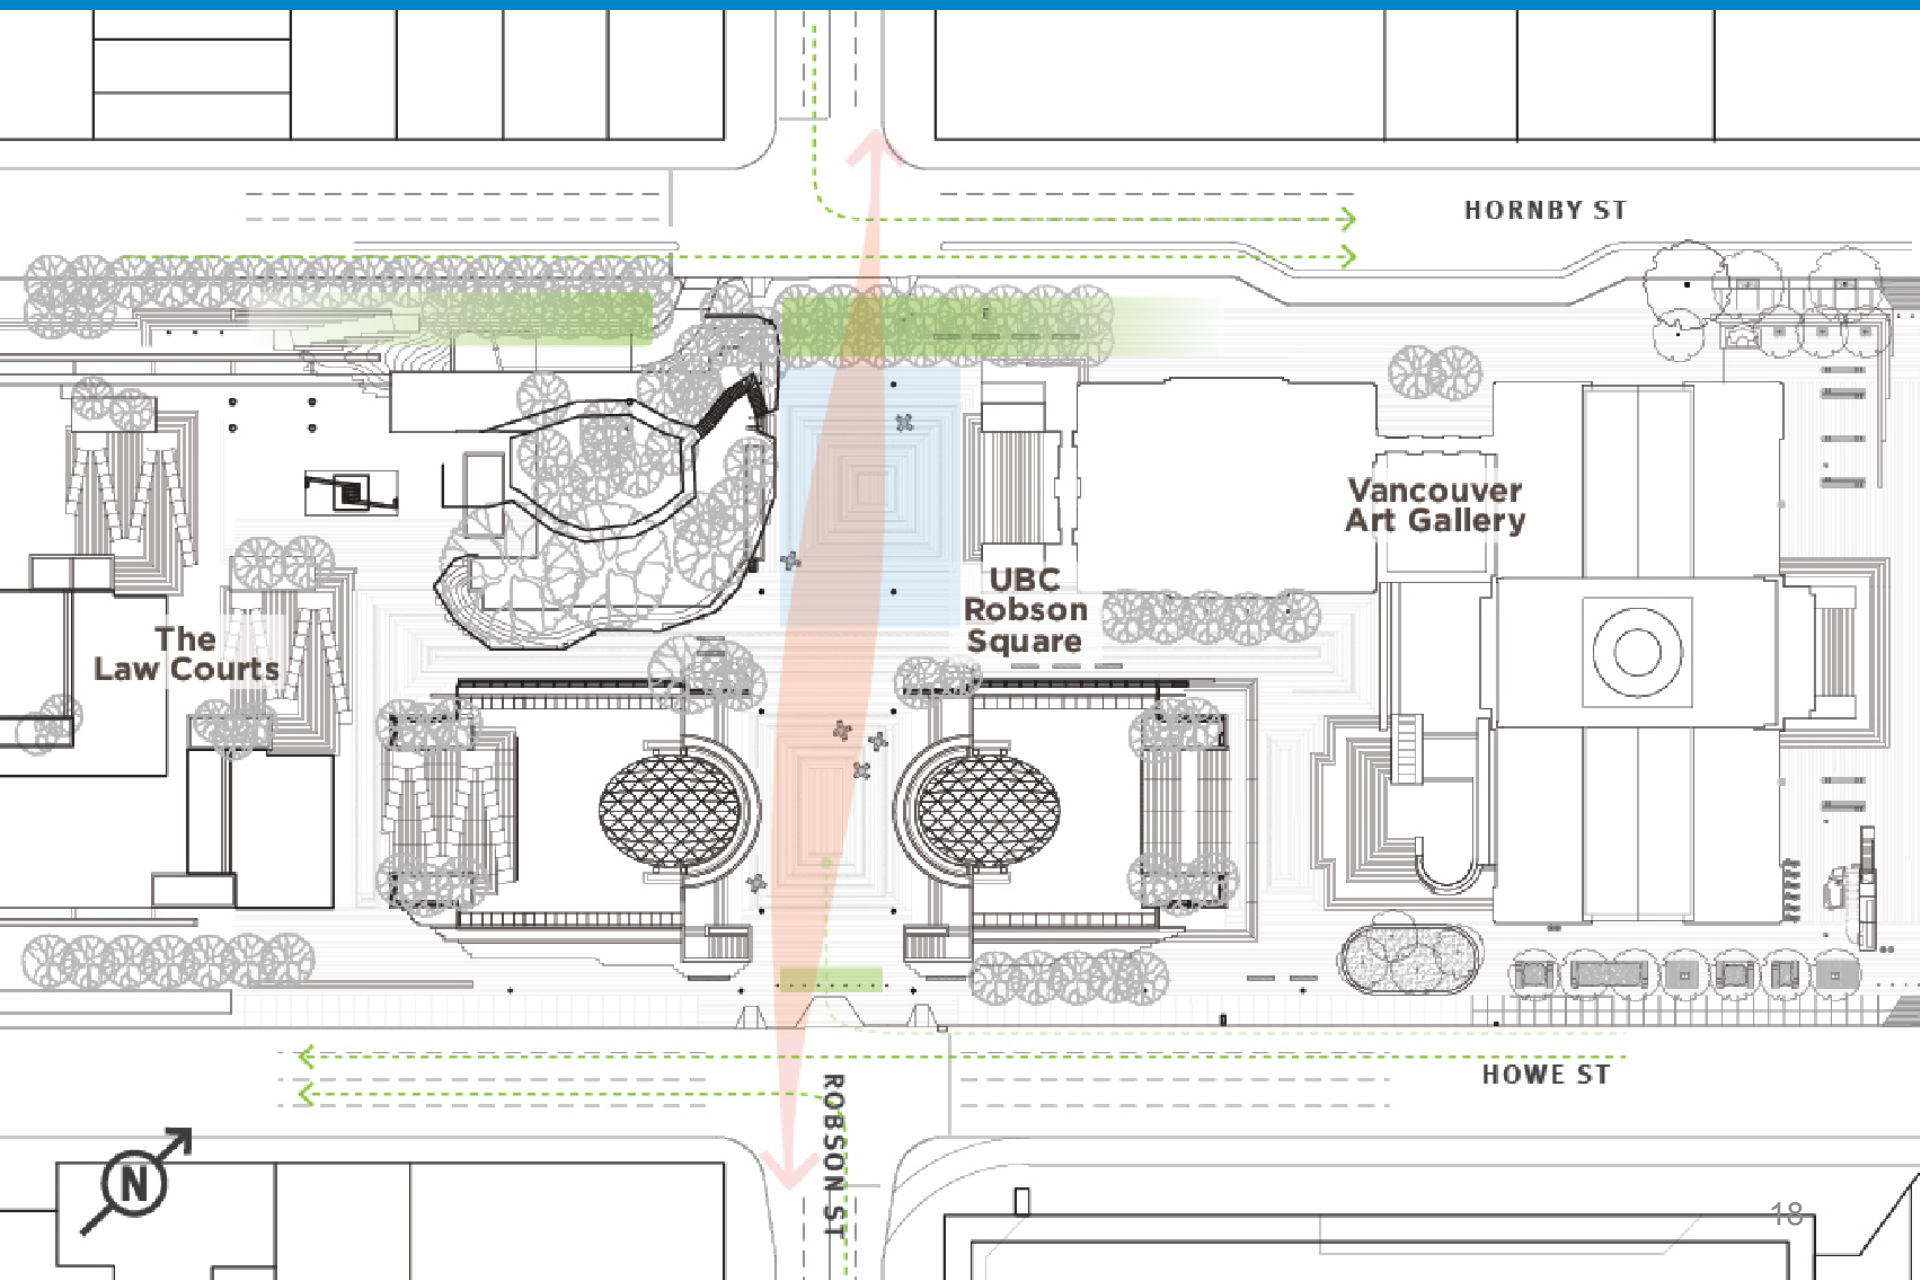 HORNBY ST
Vancouver
Art Gallery
UBC
Robson
Square
The
Law Courts
HOWE ST
ROBSON ST
N
18